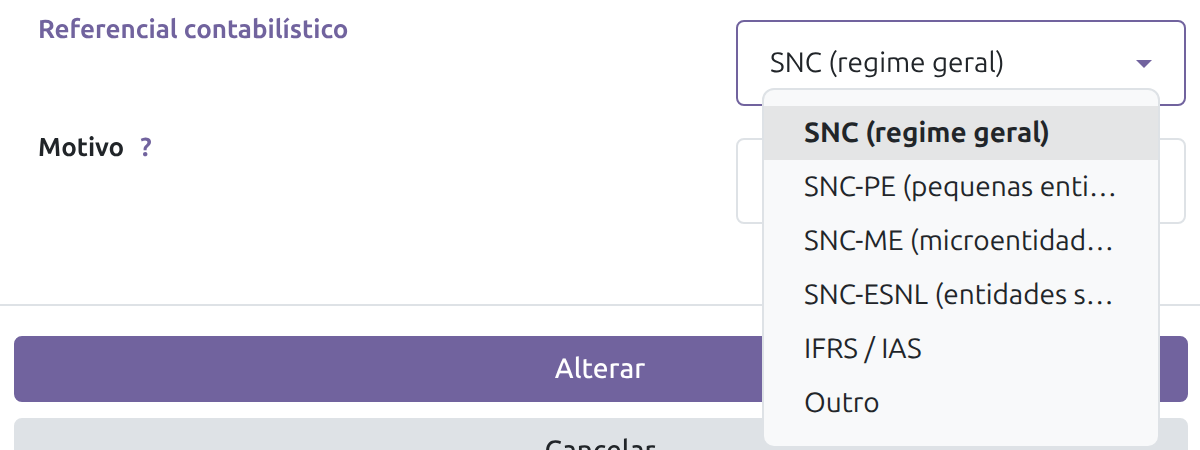 Referencial contabilístico
SNC (regime geral)
Motivo ?
SNC (regime geral)
SNC-PE (pequenas enti...
SNC-ME (microentidad...
SNC-ESNL (entidades s...
IFRS / IAS
Outro
Alterar
Cancelar